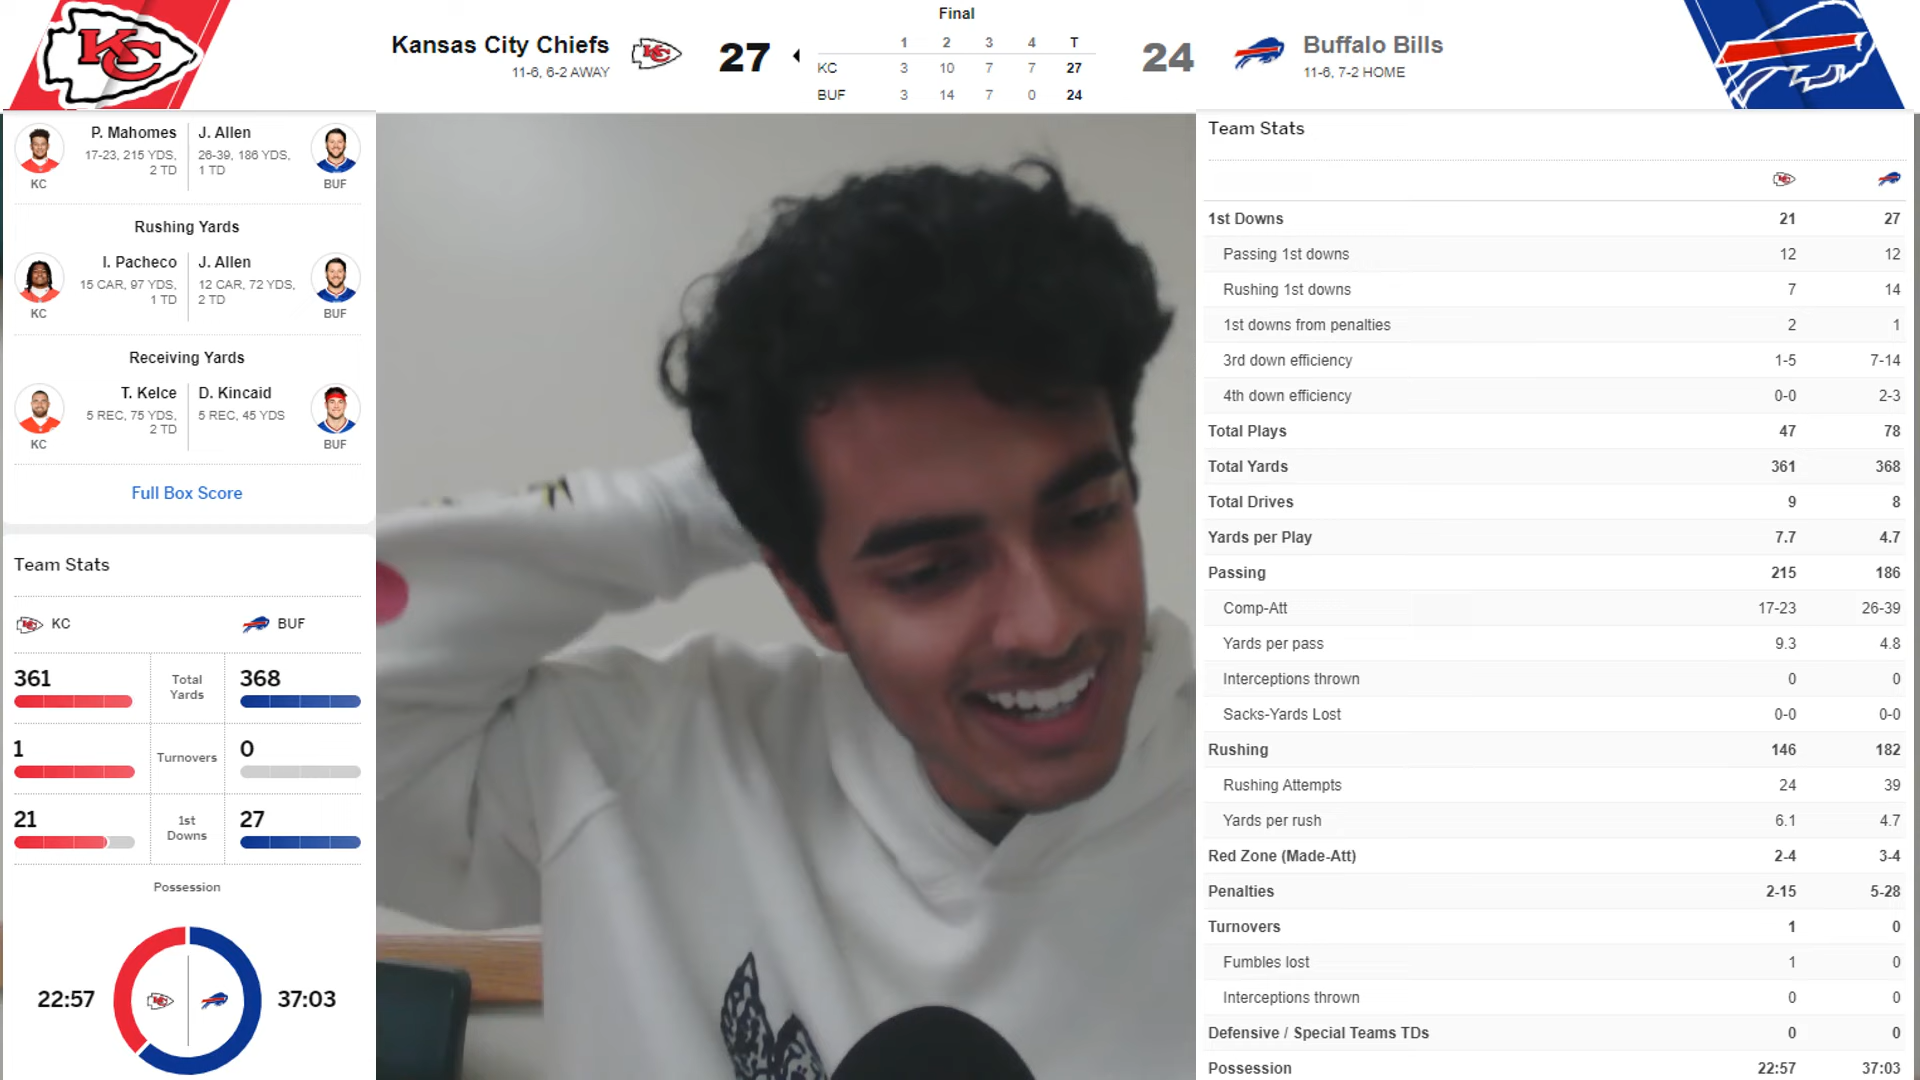 Final
Kansas City Chiefs
11-6, 6-2 AWAY
27
1 2 3 4 T
KC 3 10 7 7 27
BUF 3 14 7 0 24
24
Buffalo Bills
11-6, 7-2 HOME
P. Mahomes
17-23, 215 YDS,
2 TD
KC
J. Allen
26-39, 186 YDS,
1 TD
BUF
Rushing Yards
I. Pacheco
15 CAR, 97 YDS,
1 TD
KC
J. Allen
12 CAR, 72 YDS,
2 TD
BUF
Receiving Yards
T. Kelce
5 REC, 75 YDS,
2 TD
KC
D. Kincaid
5 REC, 45 YDS
BUF
Full Box Score
Team Stats
KC BUF
361 Total Yards 368
1 Turnovers 0
21 1st Downs 27
Possession
22:57 37:03
Team Stats
1st Downs 21 27
Passing 1st downs 12 12
Rushing 1st downs 7 14
1st downs from penalties 2 1
3rd down efficiency 1-5 7-14
4th down efficiency 0-0 2-3
Total Plays 47 78
Total Yards 361 368
Total Drives 9 8
Yards per Play 7.7 4.7
Passing 215 186
Comp-Att 17-23 26-39
Yards per pass 9.3 4.8
Interceptions thrown 0 0
Sacks-Yards Lost 0-0 0-0
Rushing 146 182
Rushing Attempts 24 39
Yards per rush 6.1 4.7
Red Zone (Made-Att) 2-4 3-4
Penalties 2-15 5-28
Turnovers 1 0
Fumbles lost 1 0
Interceptions thrown 0 0
Defensive / Special Teams TDs 0 0
Possession 22:57 37:03